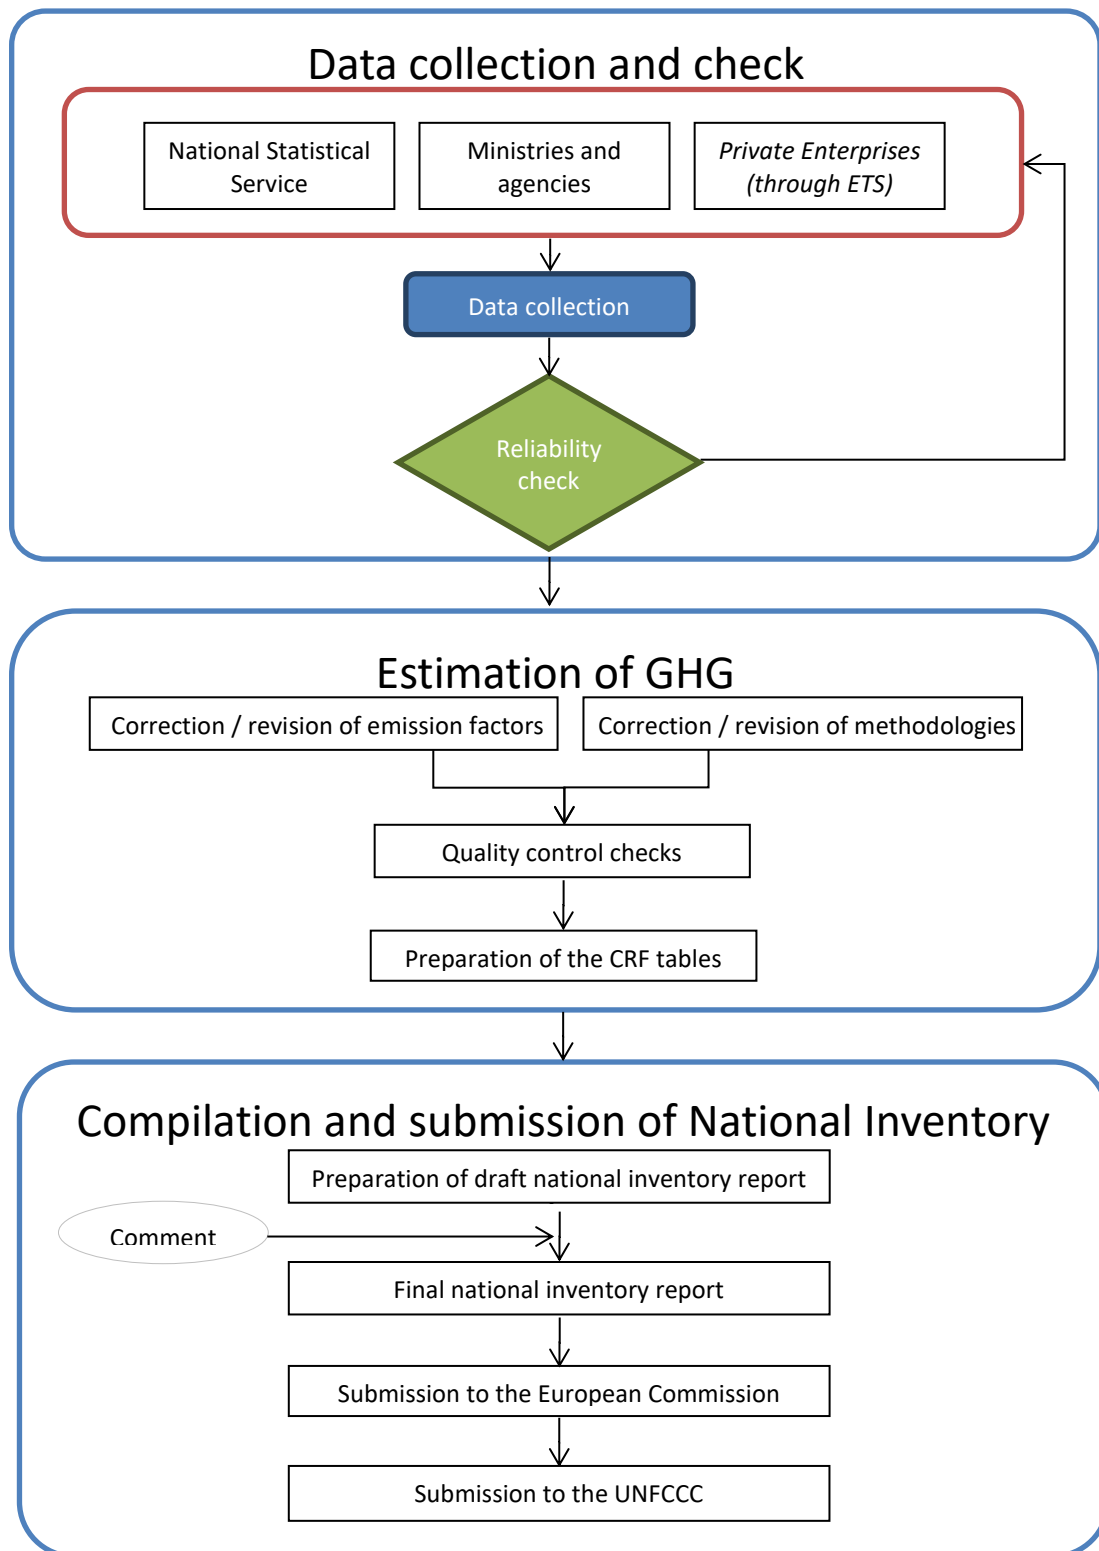 Data collection and check
National Statistical
Service
Ministries and
agencies
Private Enterprises
(through ETS)
Data collection
Reliability
check
Estimation of GHG
Correction / revision of emission factors
Correction / revision of methodologies
Quality control checks
Preparation of the CRF tables
Compilation and submission of National Inventory
Preparation of draft national inventory report
Comment
Final national inventory report
Submission to the European Commission
Submission to the UNFCCC